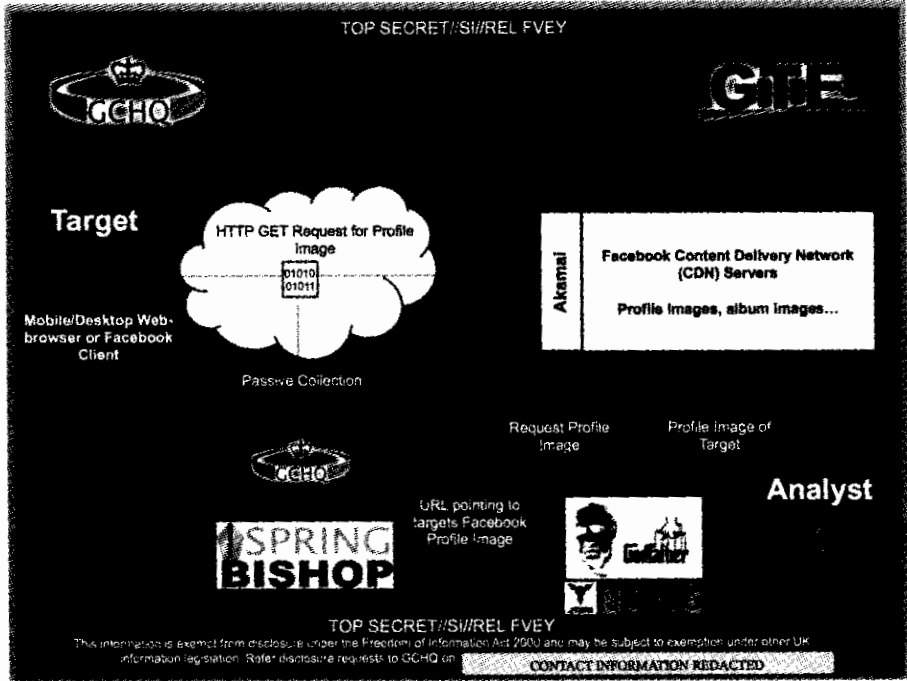 TOP SECRET//SI//REL FVEY
GCHQ
GTE
Target
HTTP GET Request for Profile
Image
01010
01011
Akamai
Facebook Content Delivery Network
(CDN) Servers
Profile Images, album images...
Mobile/Desktop Web-
browser or Facebook
Client
Passive Collection
Request Profile
Image
Profile Image of
Target
GCHQ
Analyst
URL pointing to
targets Facebook
Profile Image
SPRING
BISHOP
TOP SECRET//SI//REL FVEY
This information is exempt from disclosure under the Freedom of Information Act 2000 and may be subject to exemption under other UK
information legislation. Refer disclosure requests to GCHQ on
CONTACT INFORMATION REDACTED